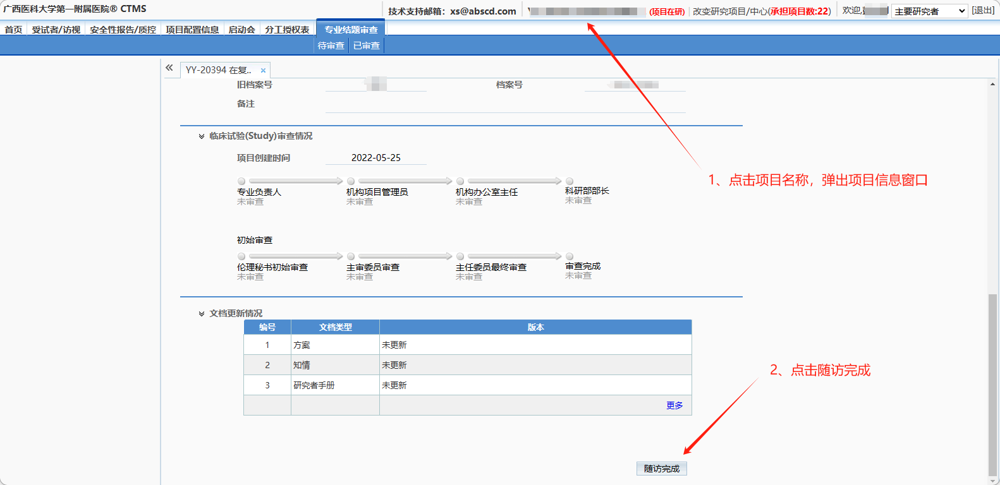 广西医科大学第一附属医院® CTMS
技术支持邮箱：xs@abscd.com
(项目在研) 改变研究项目/中心(承担项目数:22)
欢迎, 主要研究者 [退出]
首页 受试者/访视 安全性报告/质控 项目配置信息 启动会 分工授权表 专业结题审查
待审查 已审查
YY-20394 在复.. ×
旧档案号 档案号
备注
临床试验(Study)审查情况
项目创建时间 2022-05-25
1、点击项目名称，弹出项目信息窗口
专业负责人 机构项目管理员 机构办公室主任 科研部部长
未审查 未审查 未审查 未审查
初始审查
伦理秘书初始审查 主审委员审查 主任委员最终审查 审查完成
未审查 未审查 未审查 未审查
文档更新情况
编号 文档类型 版本
1 方案 未更新
2 知情 未更新
3 研究者手册 未更新
更多
2、点击随访完成
随访完成